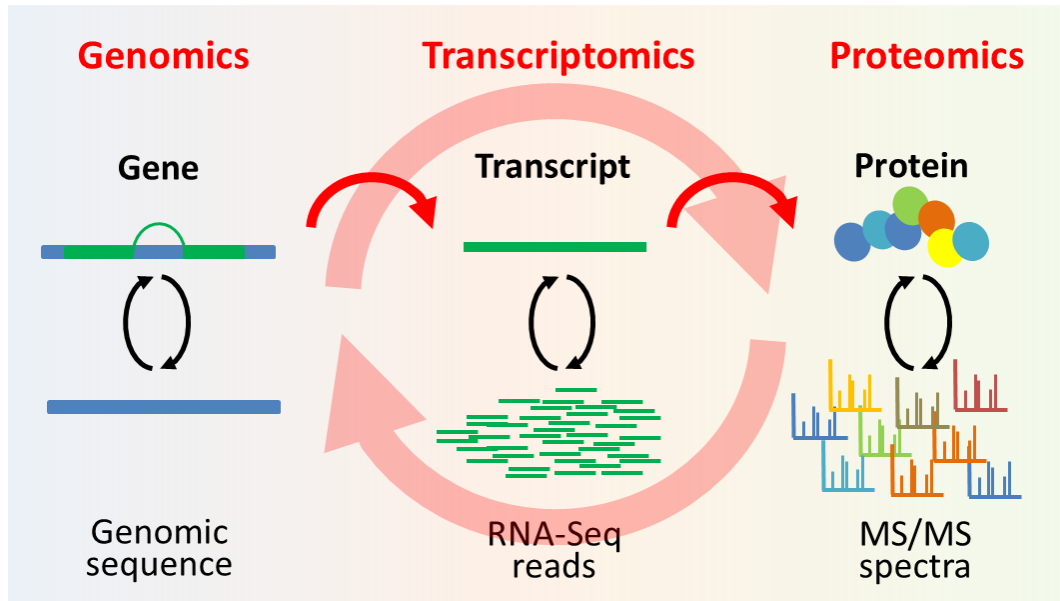 Genomics
Transcriptomics
Proteomics
Gene
Transcript
Protein
Genomic
sequence
RNA-Seq
reads
MS/MS
spectra